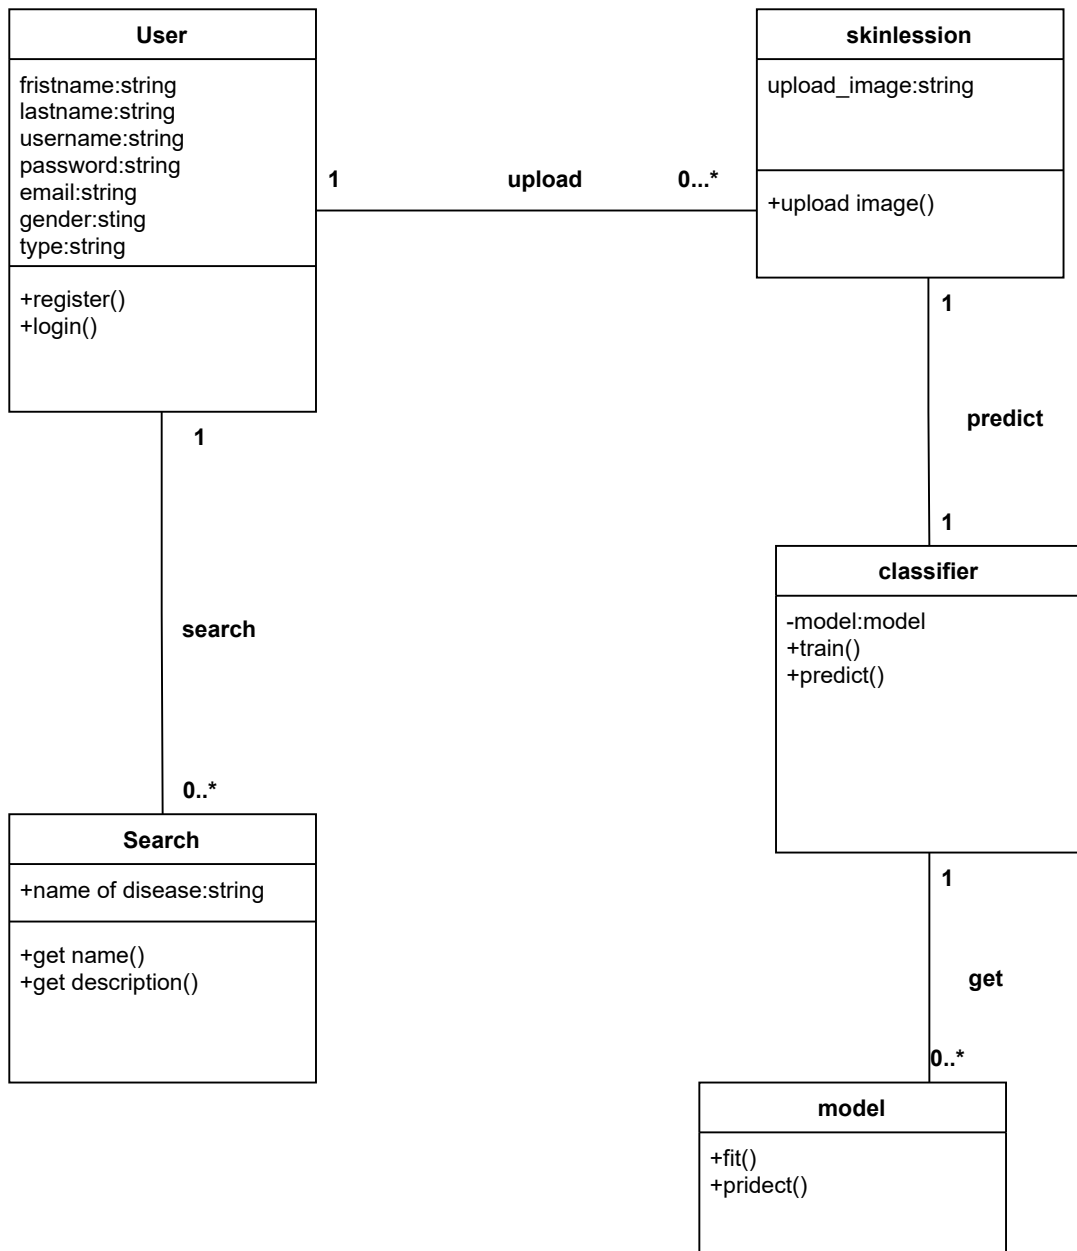 User
fristname:string
lastname:string
username:string
password:string
email:string
gender:sting
type:string
+register()
+login()
1
upload
0...*
skinlession
upload_image:string
+upload image()
1
predict
1
classifier
-model:model
+train()
+predict()
1
get
0..*
model
+fit()
+pridect()
1
search
0..*
Search
+name of disease:string
+get name()
+get description()